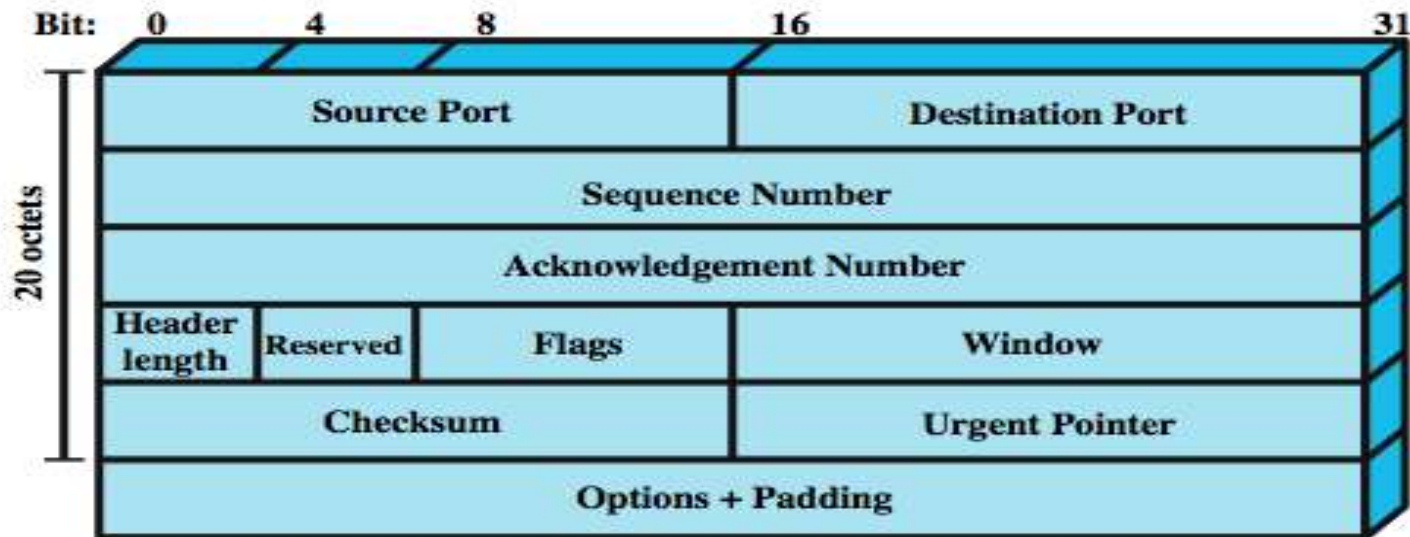 Bit: 0 4 8 16 31
Source Port Destination Port
Sequence Number
Acknowledgement Number
Header
length Reserved Flags Window
Checksum Urgent Pointer
Options + Padding
20 octets